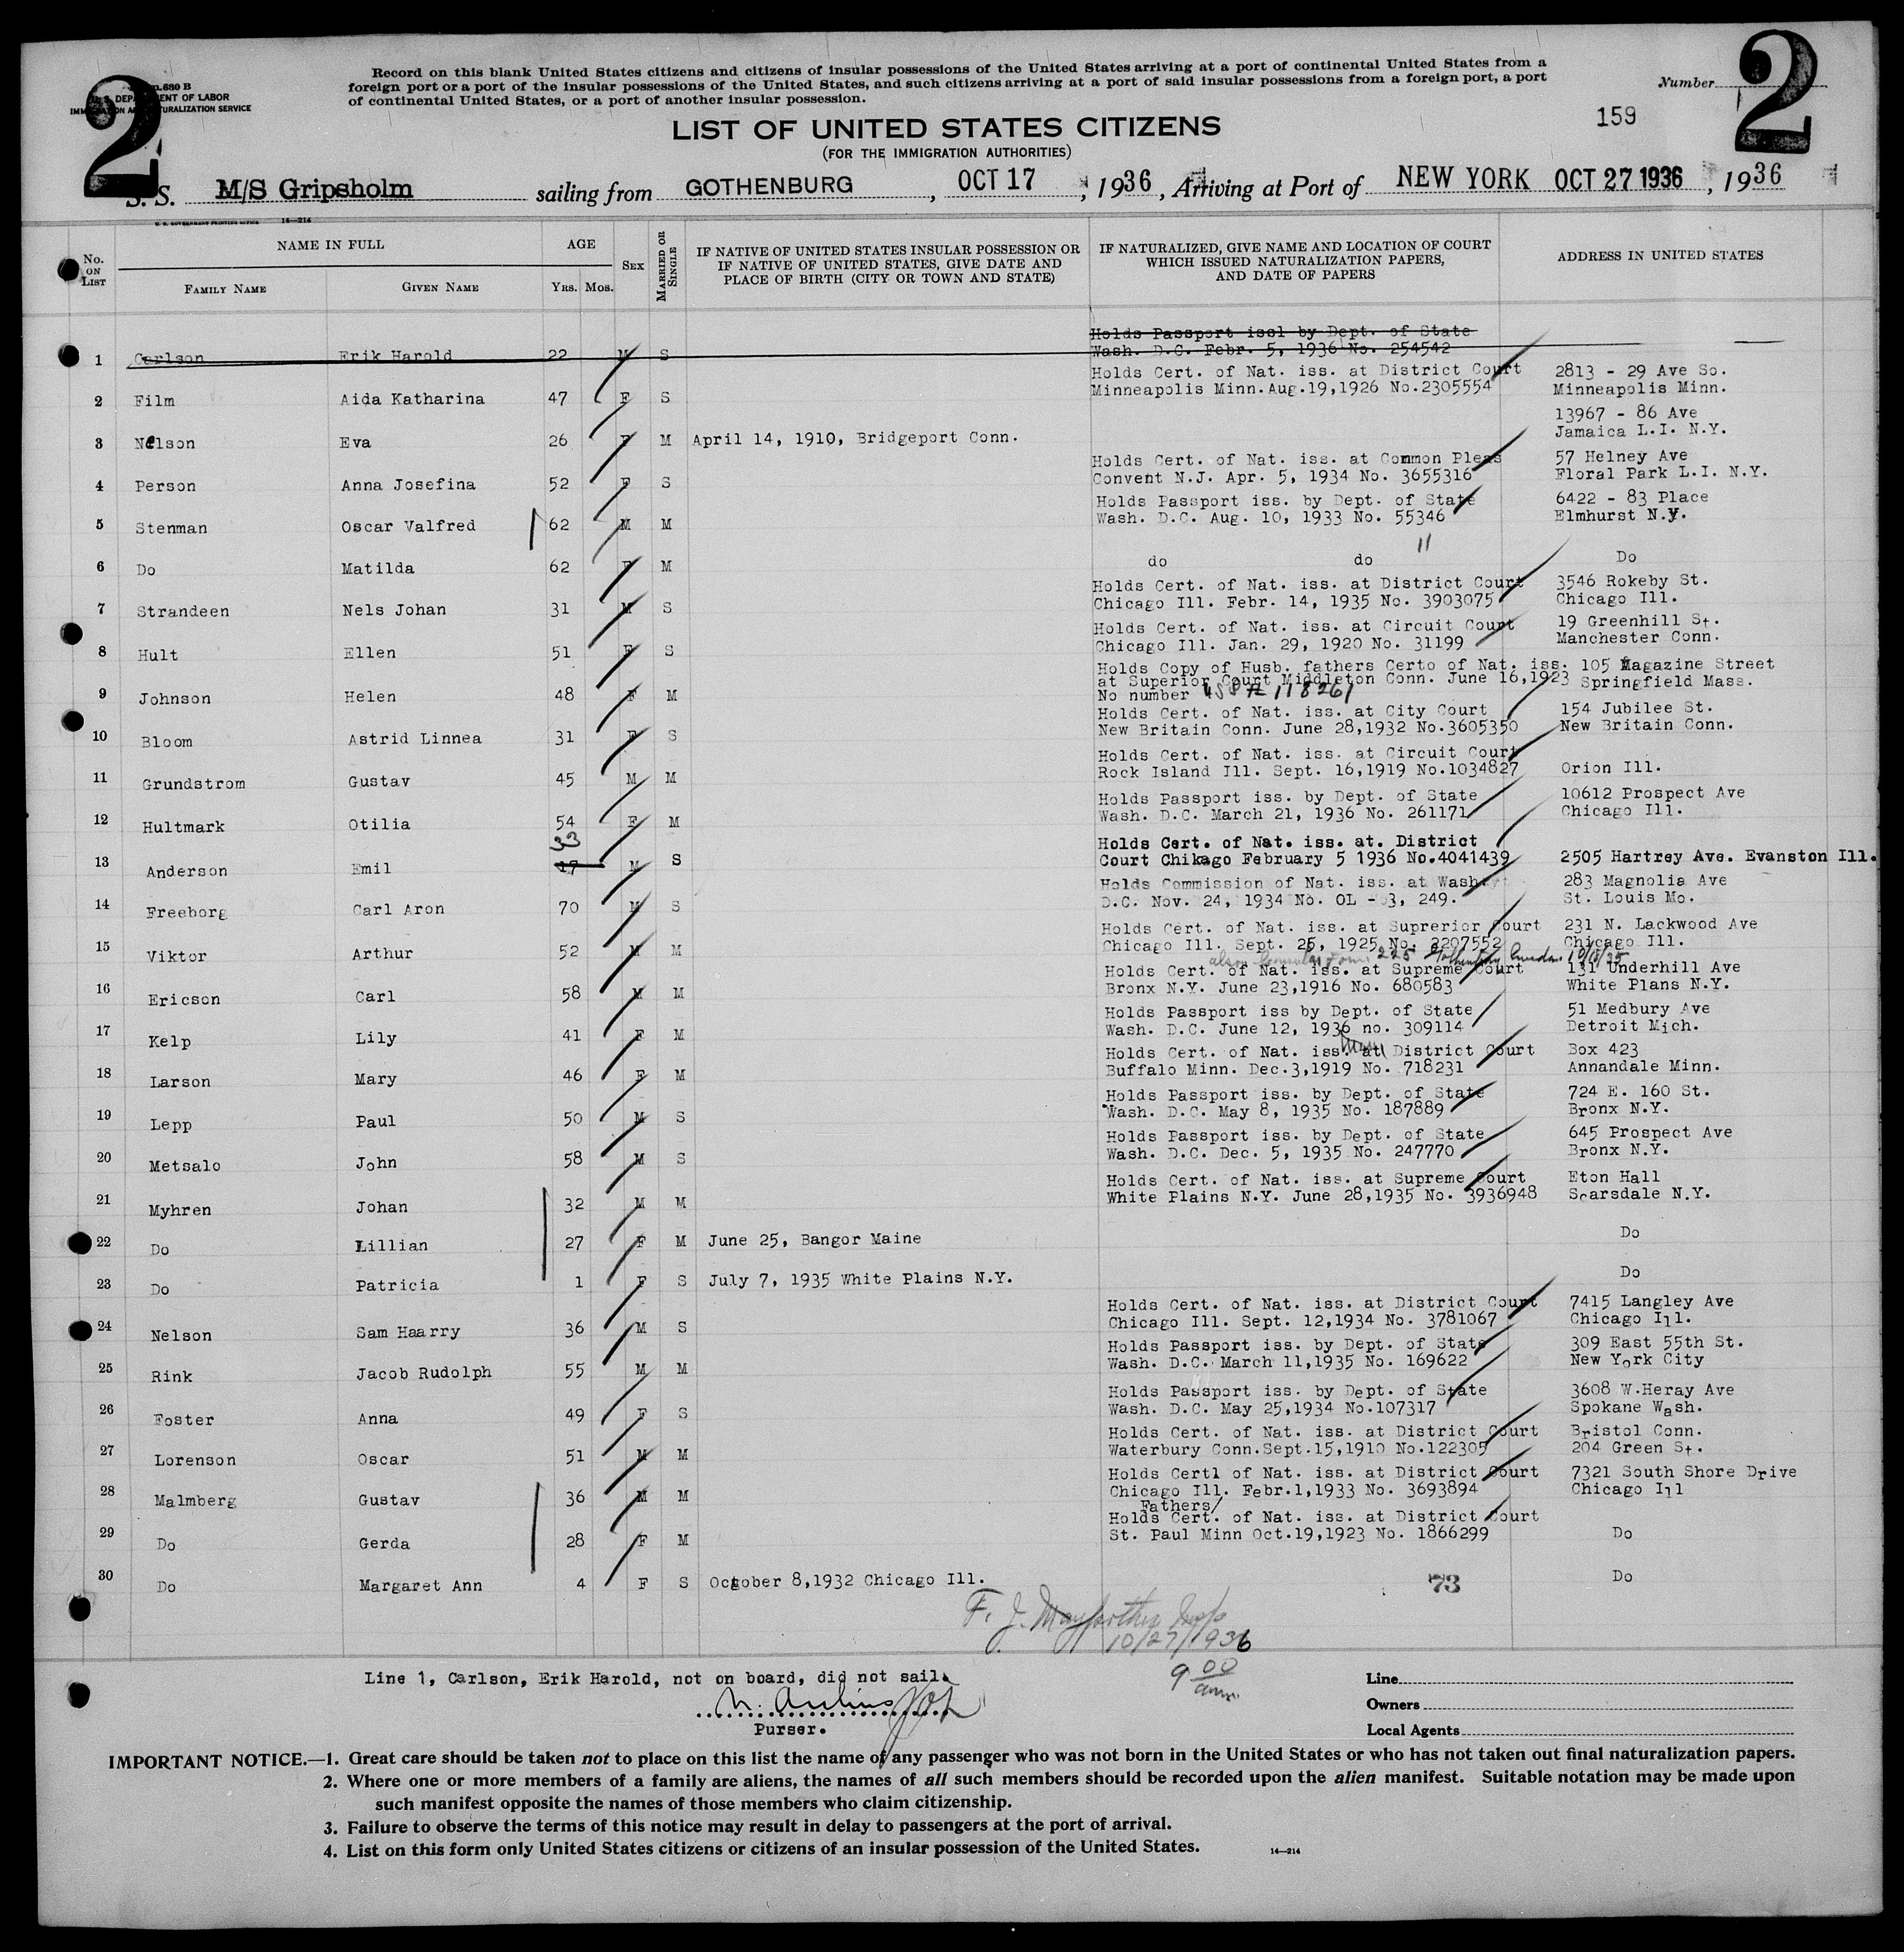 2
2
Form 680 B
U. S. DEPARTMENT OF LABOR
IMMIGRATION AND NATURALIZATION SERVICE
Record on this blank United States citizens and citizens of insular possessions of the United States arriving at a port of continental United States from a
foreign port or a port of the insular possessions of the United States, and such citizens arriving at a port of said insular possessions from a foreign port, a port
of continental United States, or a port of another insular possession.
Number
159
LIST OF UNITED STATES CITIZENS
(FOR THE IMMIGRATION AUTHORITIES)
S. S. M/S Gripsholm sailing from GOTHENBURG, OCT 17, 1936, Arriving at Port of NEW YORK OCT 27 1936, 1936
U. S. GOVERNMENT PRINTING OFFICE 14—214
No. ON LIST
NAME IN FULL
FAMILY NAME GIVEN NAME
AGE
YRS. MOS.
SEX
MARRIED OR SINGLE
IF NATIVE OF UNITED STATES INSULAR POSSESSION OR
IF NATIVE OF UNITED STATES, GIVE DATE AND
PLACE OF BIRTH (CITY OR TOWN AND STATE)
IF NATURALIZED, GIVE NAME AND LOCATION OF COURT
WHICH ISSUED NATURALIZATION PAPERS,
AND DATE OF PAPERS
ADDRESS IN UNITED STATES
Holds Passport issl by Dept. of State
1 Carlson Erik Harold 22 M S Wash. D.C. Febr. 5, 1936 No. 254542
Holds Cert. of Nat. iss. at District Court 2813 - 29 Ave So.
2 Film Aida Katharina 47 F S Minneapolis Minn.Aug.19,1926 No.2305554 Minneapolis Minn.
13967 - 86 Ave
3 Nelson Eva 26 F M April 14, 1910, Bridgeport Conn. Jamaica L.I. N.Y.
Holds Cert. of Nat. iss. at Common Pleas 57 Helney Ave
4 Person Anna Josefina 52 F S Convent N.J. Apr. 5, 1934 No. 3655316 Floral Park L.I. N.Y.
Holds Passport iss. by Dept. of State 6422 - 83 Place
5 Stenman Oscar Valfred 62 M M Wash. D.C. Aug. 10, 1933 No. 55346 Elmhurst N.Y.
6 Do Matilda 62 F M do do " Do
Holds Cert. of Nat. iss. at District Court 3546 Rokeby St.
7 Strandeen Nels Johan 31 M S Chicago Ill. Febr. 14, 1935 No. 3903075 Chicago Ill.
Holds Cert. of Nat. iss. at Circuit Court 19 Greenhill St.
8 Hult Ellen 51 F S Chicago Ill. Jan. 29, 1920 No. 31199 Manchester Conn.
Holds Copy of Husb. fathers Certo of Nat. iss. 105 Magazine Street
at Superior Court Middleton Conn. June 16,1923 Springfield Mass.
9 Johnson Helen 48 F M No number USP # 118261
Holds Cert. of Nat. iss. at City Court 154 Jubilee St.
10 Bloom Astrid Linnea 31 F S New Britain Conn. June 28,1932 No.3605350 New Britain Conn.
Holds Cert. of Nat. iss. at Circuit Court
11 Grundstrom Gustav 45 M M Rock Island Ill. Sept. 16,1919 No.1034827 Orion Ill.
Holds Passport iss. by Dept. of State 10612 Prospect Ave
12 Hultmark Otilia 54 F M Wash. D.C. March 21, 1936 No. 261171 Chicago Ill.
33 Holds Cert. of Nat. iss. at. District
13 Anderson Emil 17 M S Court Chikago February 5 1936 No.4041439 2505 Hartrey Ave. Evanston Ill.
Holds Commission of Nat. iss. at Wash. 283 Magnolia Ave
14 Freeborg Carl Aron 70 M S D.C. Nov. 24, 1934 No. OL - 3, 249. St. Louis Mo.
Holds Cert. of Nat. iss. at Suprerior Court 231 N. Lackwood Ave
15 Viktor Arthur 52 M M Chicago Ill. Sept. 25, 1925 No. 2207552 Chicago Ill.
also Consular Form 225 Gothenburg Sweden
Holds Cert. of Nat. iss. at Supreme Court 131 Underhill Ave
16 Ericson Carl 58 M M Bronx N.Y. June 23,1916 No. 680583 White Plans N.Y.
Holds Passport iss by Dept. of State 51 Medbury Ave
17 Kelp Lily 41 F M Wash. D.C. June 12, 1936 no. 309114 Detroit Mich.
Holds Cert. of Nat. iss. at District Court Box 423
18 Larson Mary 46 F M Buffalo Minn. Dec.3,1919 No. 718231 Annandale Minn.
Holds Passport iss. by Dept. of State 724 E. 160 St.
19 Lepp Paul 50 M S Wash. D.C. May 8, 1935 No. 187889 Bronx N.Y.
Holds Passport iss. by Dept. of State 645 Prospect Ave
20 Metsalo John 58 M S Wash. D.C. Dec. 5, 1935 No. 247770 Bronx N.Y.
Holds Cert. of Nat. iss. at Supreme Court Eton Hall
21 Myhren Johan 32 M M White Plains N.Y. June 28,1935 No. 3936948 Scarsdale N.Y.
22 Do Lillian 27 F M June 25, Bangor Maine Do
23 Do Patricia 1 F S July 7, 1935 White Plains N.Y. Do
Holds Cert. of Nat. iss. at District Court 7415 Langley Ave
24 Nelson Sam Haarry 36 M S Chicago Ill. Sept. 12,1934 No. 3781067 Chicago Ill.
Holds Passport iss. by Dept. of State 309 East 55th St.
25 Rink Jacob Rudolph 55 M M Wash. D.C. March 11,1935 No. 169622 New York City
Holds Passport iss. by Dept. of State 3608 W.Heray Ave
26 Foster Anna 49 F S Wash. D.C. May 25,1934 No.107317 Spokane Wash.
Holds Cert. of Nat. iss. at District Court Bristol Conn.
27 Lorenson Oscar 51 M M Waterbury Conn.Sept.15,1910 No.122305 204 Green St.
Holds Certl of Nat. iss. at District Court 7321 South Shore Drive
28 Malmberg Gustav 36 M M Chicago Ill. Febr.1,1933 No. 3693894 Chicago Ill
Fathers/
Holds Cert. of Nat. iss. at District Court
29 Do Gerda 28 F M St. Paul Minn Oct.19,1923 No. 1866299 Do
30 Do Margaret Ann 4 F S October 8,1932 Chicago Ill. 73 Do
F. J. Mayforther Insp
10/27/1936
9 00 am.
Line 1, Carlson, Erik Harold, not on board, did not sail.
Purser.
Line
Owners
Local Agents
IMPORTANT NOTICE.—1. Great care should be taken not to place on this list the name of any passenger who was not born in the United States or who has not taken out final naturalization papers.
2. Where one or more members of a family are aliens, the names of all such members should be recorded upon the alien manifest. Suitable notation may be made upon
such manifest opposite the names of those members who claim citizenship.
3. Failure to observe the terms of this notice may result in delay to passengers at the port of arrival.
4. List on this form only United States citizens or citizens of an insular possession of the United States.
14—214